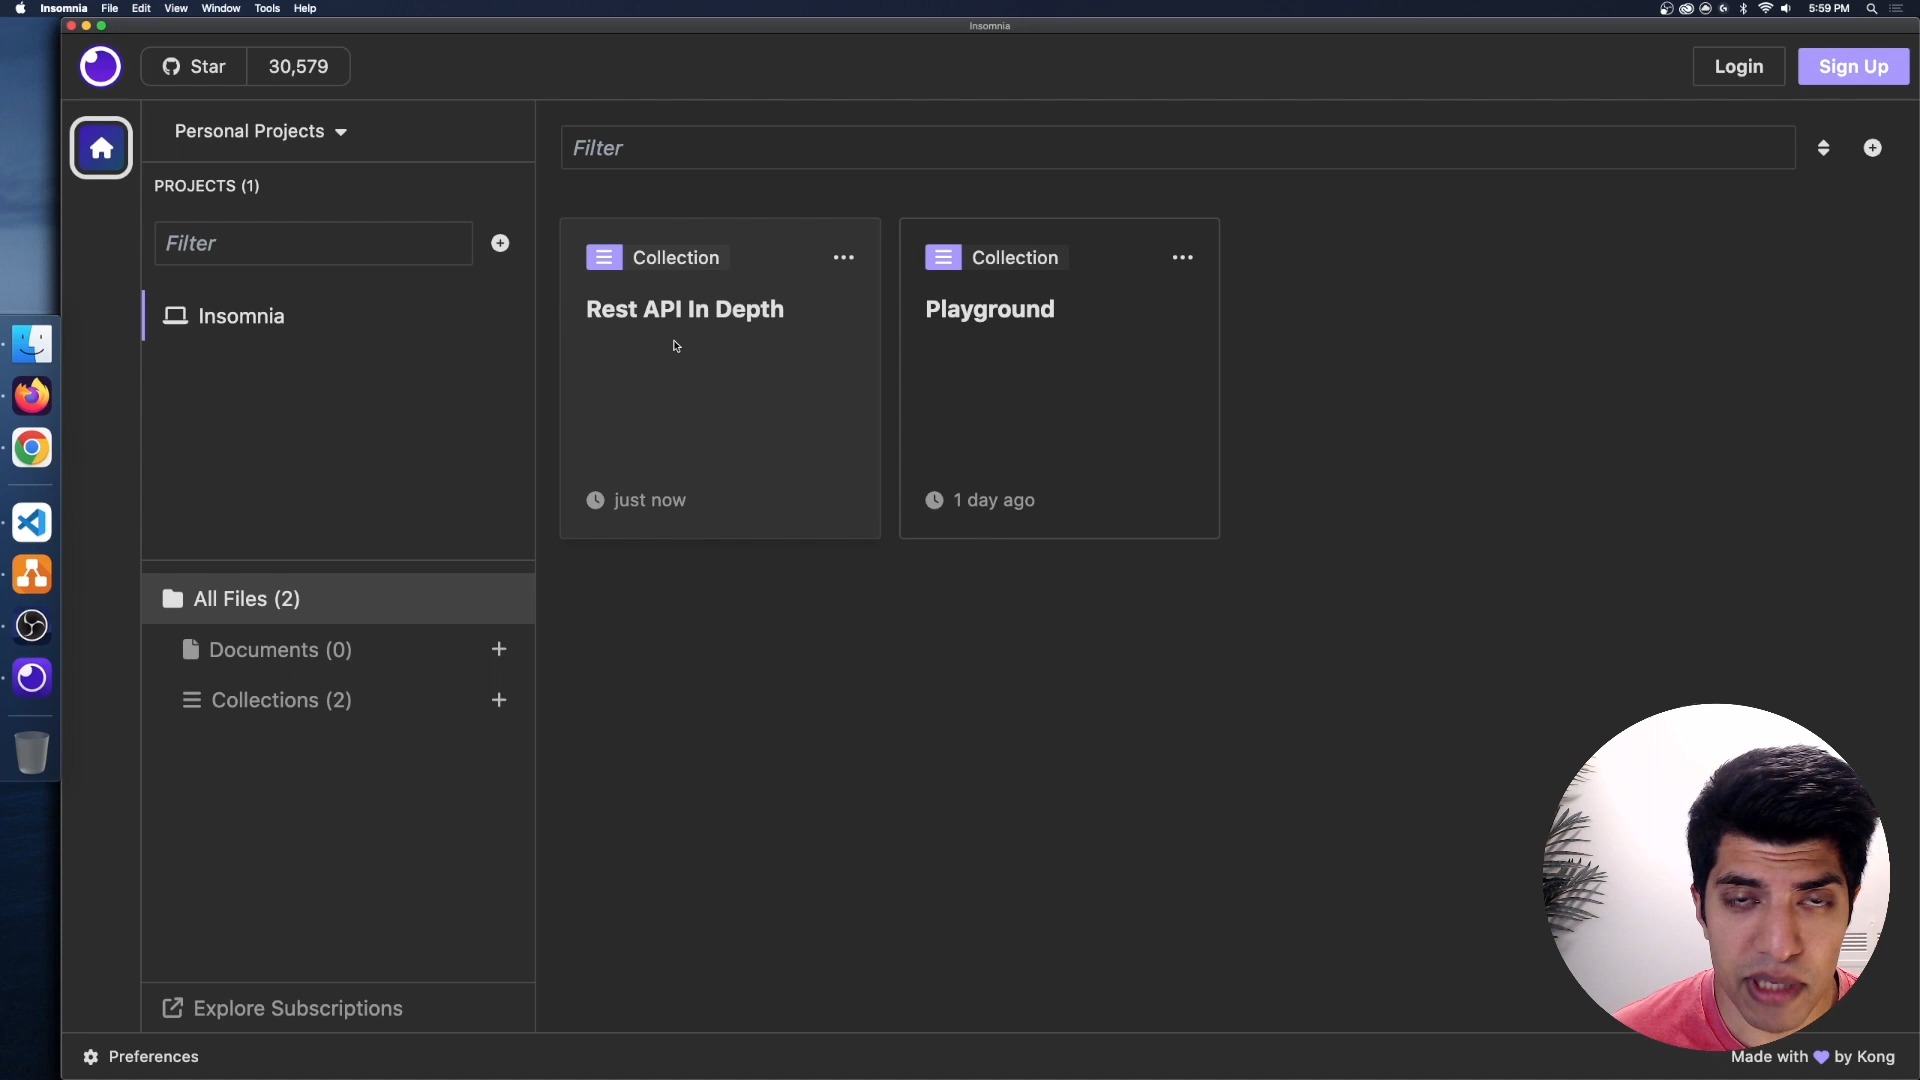 Insomnia File Edit View Window Tools Help
5:59 PM
Insomnia
Star 30,579
Login Sign Up
Personal Projects
PROJECTS (1)
Filter
Insomnia
All Files (2)
Documents (0)
Collections (2)
Explore Subscriptions
Filter
Collection
Rest API In Depth
just now
Collection
Playground
1 day ago
Preferences
Made with 💜 by Kong